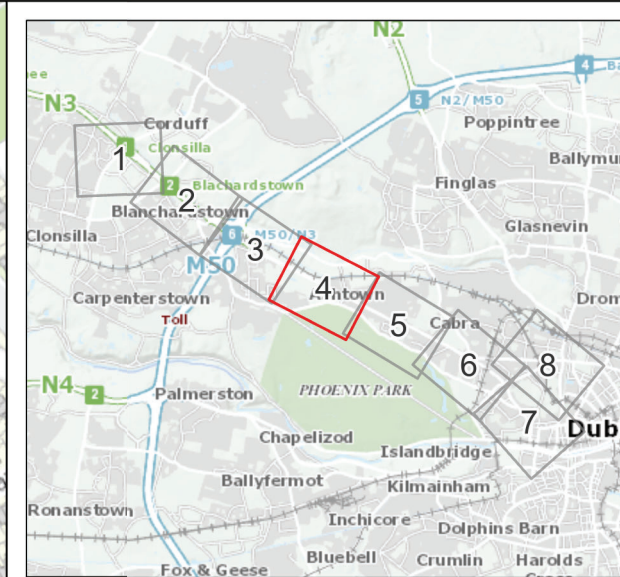 N2
4
N3
5 N2/M50
Corduff
Poppintree
1
4 Clonsilla
Ballymu
2 Blachardstown
Finglas
2
Blanchardstown
Glasnevin
Clonsilla
6 M50/N3
3
M50
4
Ashtown
Carpenterstown
Drom
Toll
5
Cabra
8
6
N4 2
Palmerston
PHOENIX PARK
7
Dub
Chapelizod
Islandbridge
Ballyfermot
Kilmainham
Ronanstown
Inchicore
Dolphins Barn
Bluebell
Crumlin
Harolds
Fox & Geese